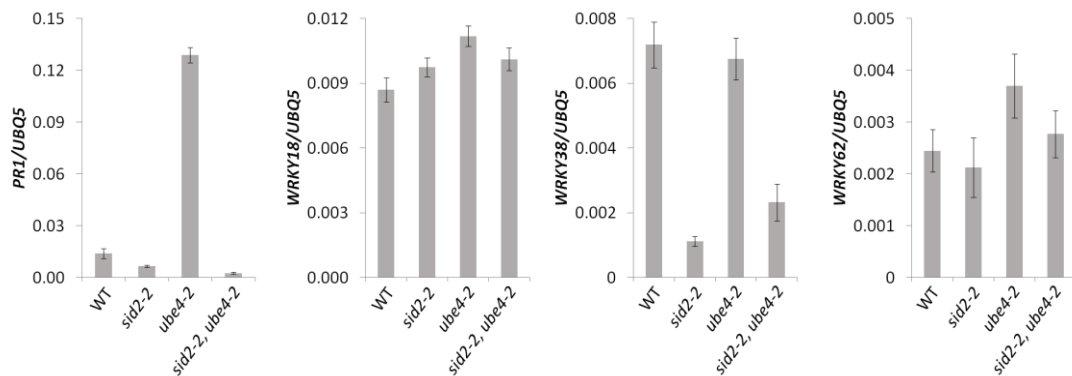 PR1/UBQ5
0.15
0.12
0.09
0.06
0.03
0.00
WT
sid2-2
ube4-2
sid2-2, ube4-2
WRKY18/UBQ5
0.012
0.009
0.006
0.003
0.000
WT
sid2-2
ube4-2
sid2-2, ube4-2
WRKY38/UBQ5
0.008
0.006
0.004
0.002
0
WT
sid2-2
ube4-2
sid2-2, ube4-2
WRKY62/UBQ5
0.005
0.004
0.003
0.002
0.001
0
WT
sid2-2
ube4-2
sid2-2, ube4-2